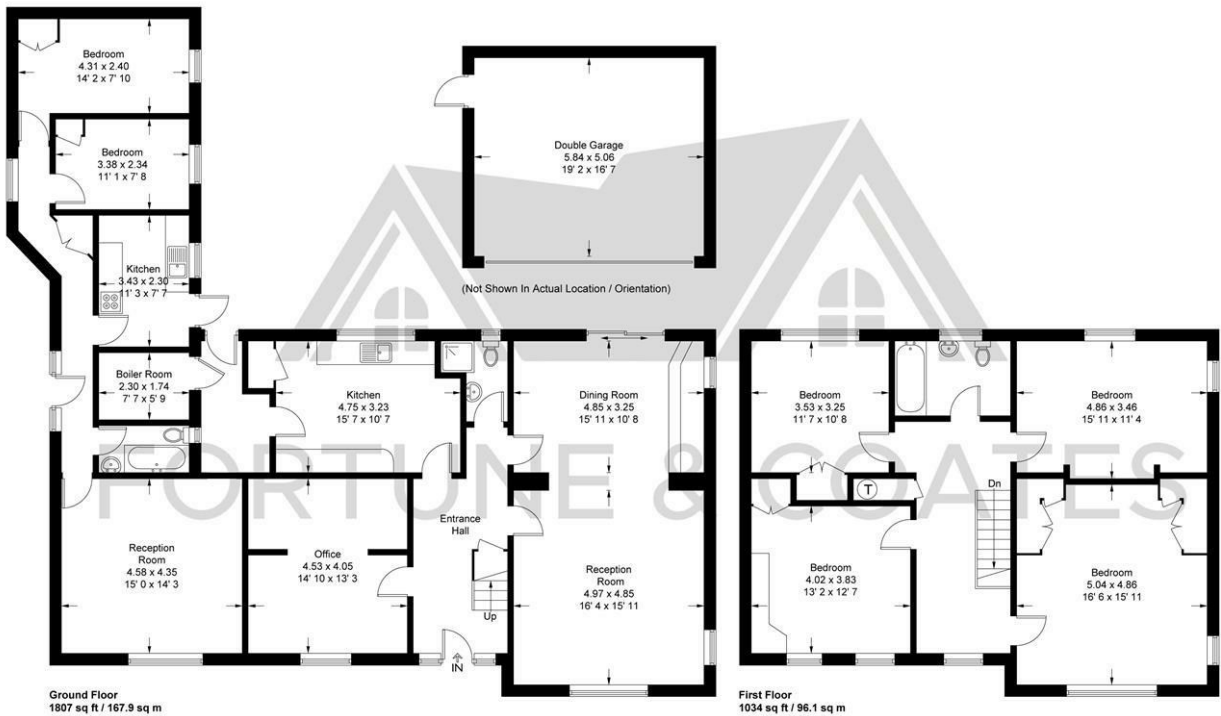 Bedroom
4.31 x 2.40
14' 2 x 7' 10
Bedroom
3.38 x 2.34
11' 1 x 7' 8
Kitchen
3.43 x 2.30
11' 3 x 7' 7
Boiler Room
2.30 x 1.74
7' 7 x 5' 9
Double Garage
5.84 x 5.06
19' 2 x 16' 7
(Not Shown In Actual Location / Orientation)
Kitchen
4.75 x 3.23
15' 7 x 10' 7
Dining Room
4.85 x 3.25
15' 11 x 10' 8
Bedroom
3.53 x 3.25
11' 7 x 10' 8
Bedroom
4.86 x 3.46
15' 11 x 11' 4
FORTUNE & COATES
Reception
Room
4.58 x 4.35
15' 0 x 14' 3
Office
4.53 x 4.05
14' 10 x 13' 3
Entrance
Hall
Up
IN
Reception
Room
4.97 x 4.85
16' 4 x 15' 11
T
Dn
Bedroom
4.02 x 3.83
13' 2 x 12' 7
Bedroom
5.04 x 4.86
16' 6 x 15' 11
Ground Floor
1807 sq ft / 167.9 sq m
First Floor
1034 sq ft / 96.1 sq m